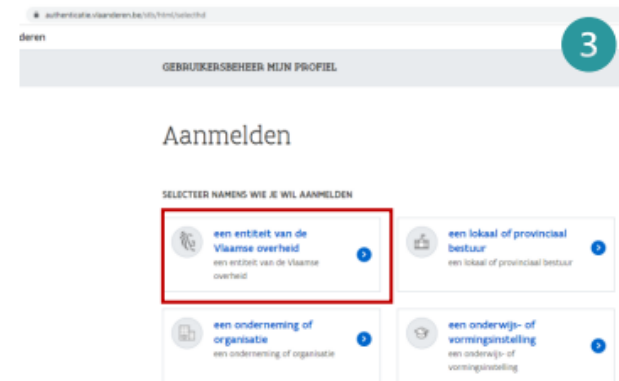 authenticatie.vlaanderen.be/stb/html/selecthd
deren
3
GEBRUIKERSBEHEER MIJN PROFIEL
Aanmelden
SELECTEER NAMENS WIE JE WIL AANMELDEN
een entiteit van de
Vlaamse overheid
een entiteit van de Vlaamse
overheid
een lokaal of provinciaal
bestuur
een lokaal of provinciaal bestuur
een onderneming of
organisatie
een onderneming of organisatie
een onderwijs- of
vormingsinstelling
een onderwijs- of
vormingsinstelling